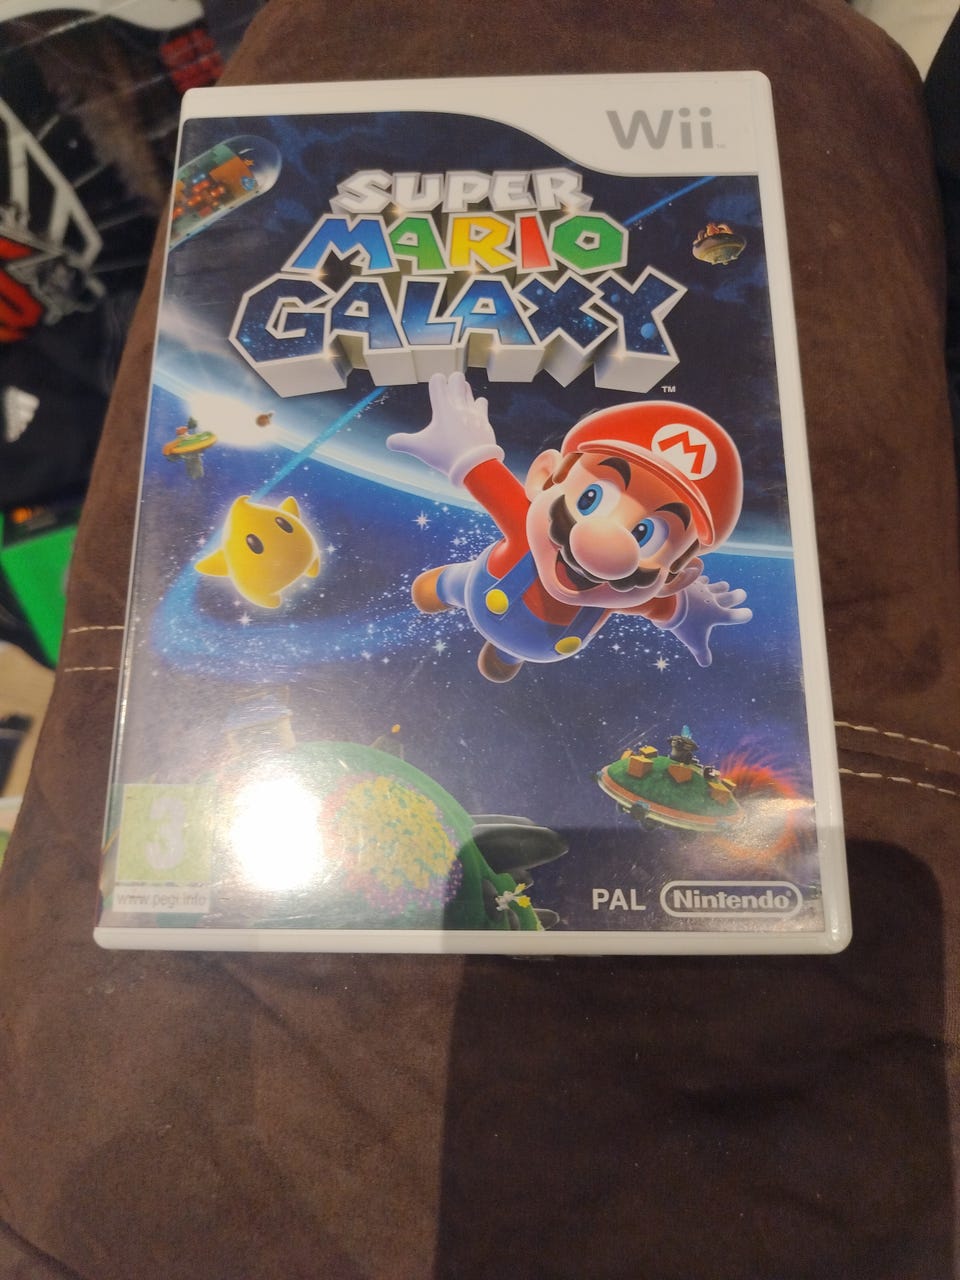 Wii
SUPER
MARIO
GALAXY
TM
M
3
www.pegi.info
PAL
Nintendo